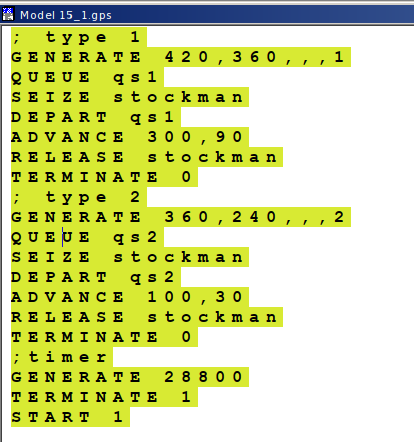 Model 15_1.gps
; type 1
GENERATE 420,360,,,1
QUEUE qs1
SEIZE stockman
DEPART qs1
ADVANCE 300,90
RELEASE stockman
TERMINATE 0
; type 2
GENERATE 360,240,,,2
QUEUE qs2
SEIZE stockman
DEPART qs2
ADVANCE 100,30
RELEASE stockman
TERMINATE 0
;timer
GENERATE 28800
TERMINATE 1
START 1